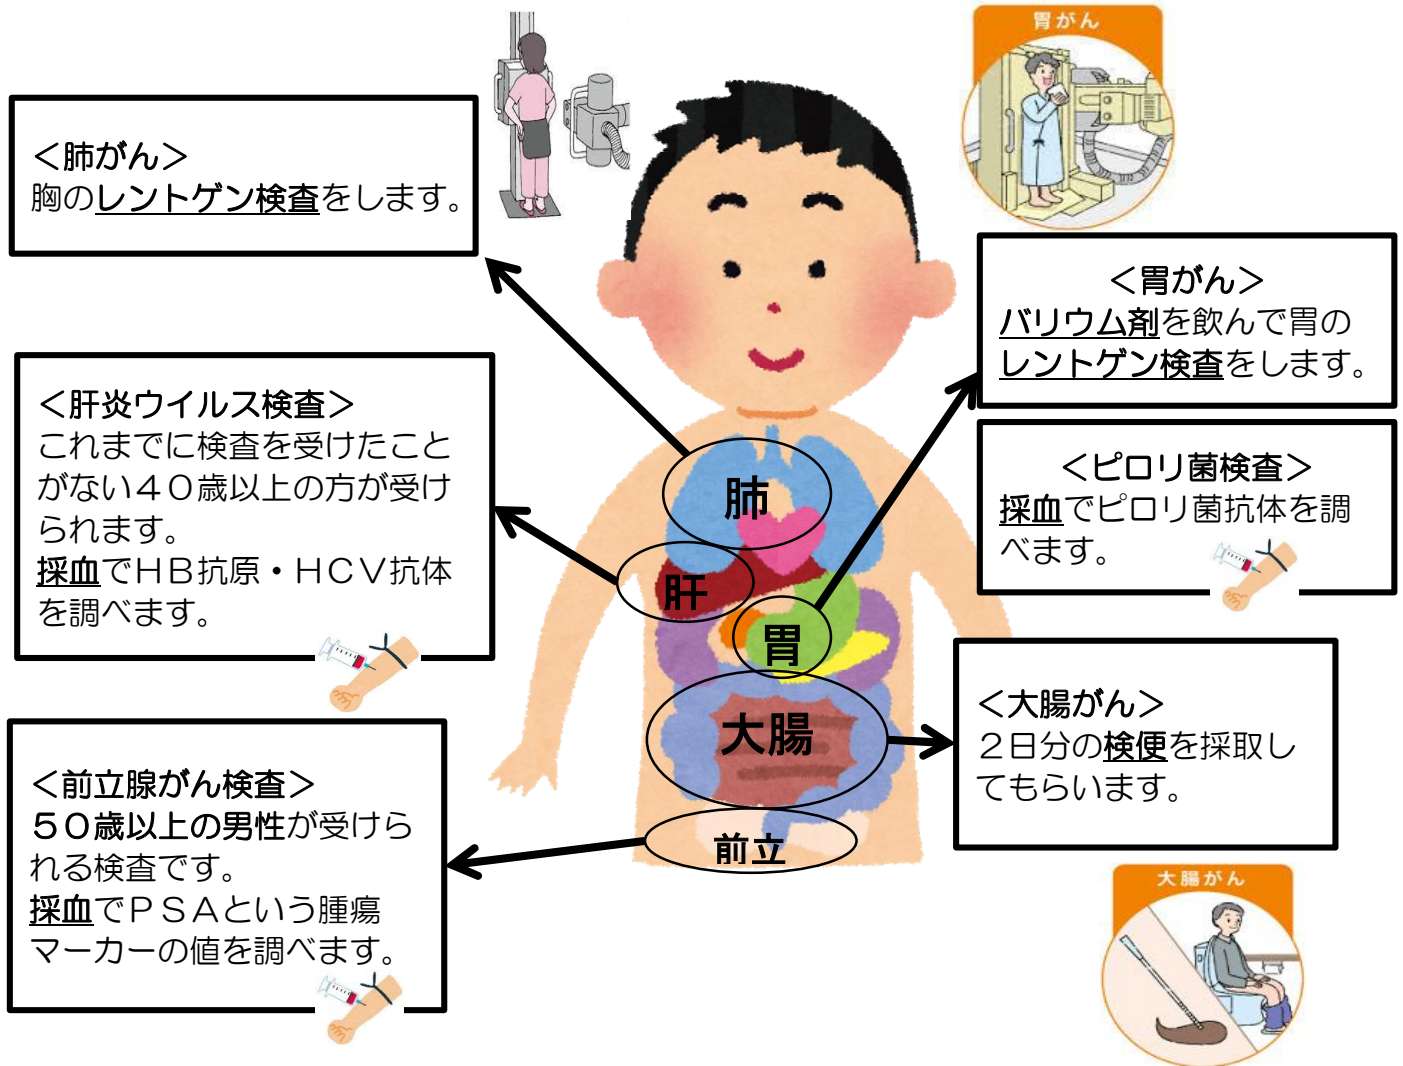 胃がん
＜肺がん＞
胸のレントゲン検査をします。
＜胃がん＞
バリウム剤を飲んで胃の
レントゲン検査をします。
＜肝炎ウイルス検査＞
これまでに検査を受けたこと
がない４０歳以上の方が受け
られます。
採血でＨＢ抗原・ＨＣＶ抗体
を調べます。
＜ピロリ菌検査＞
採血でピロリ菌抗体を調
べます。
肺
肝
胃
大腸
前立
＜大腸がん＞
２日分の検便を採取し
てもらいます。
＜前立腺がん検査＞
５０歳以上の男性が受けら
れる検査です。
採血でＰＳＡという腫瘍
マーカーの値を調べます。
大腸がん